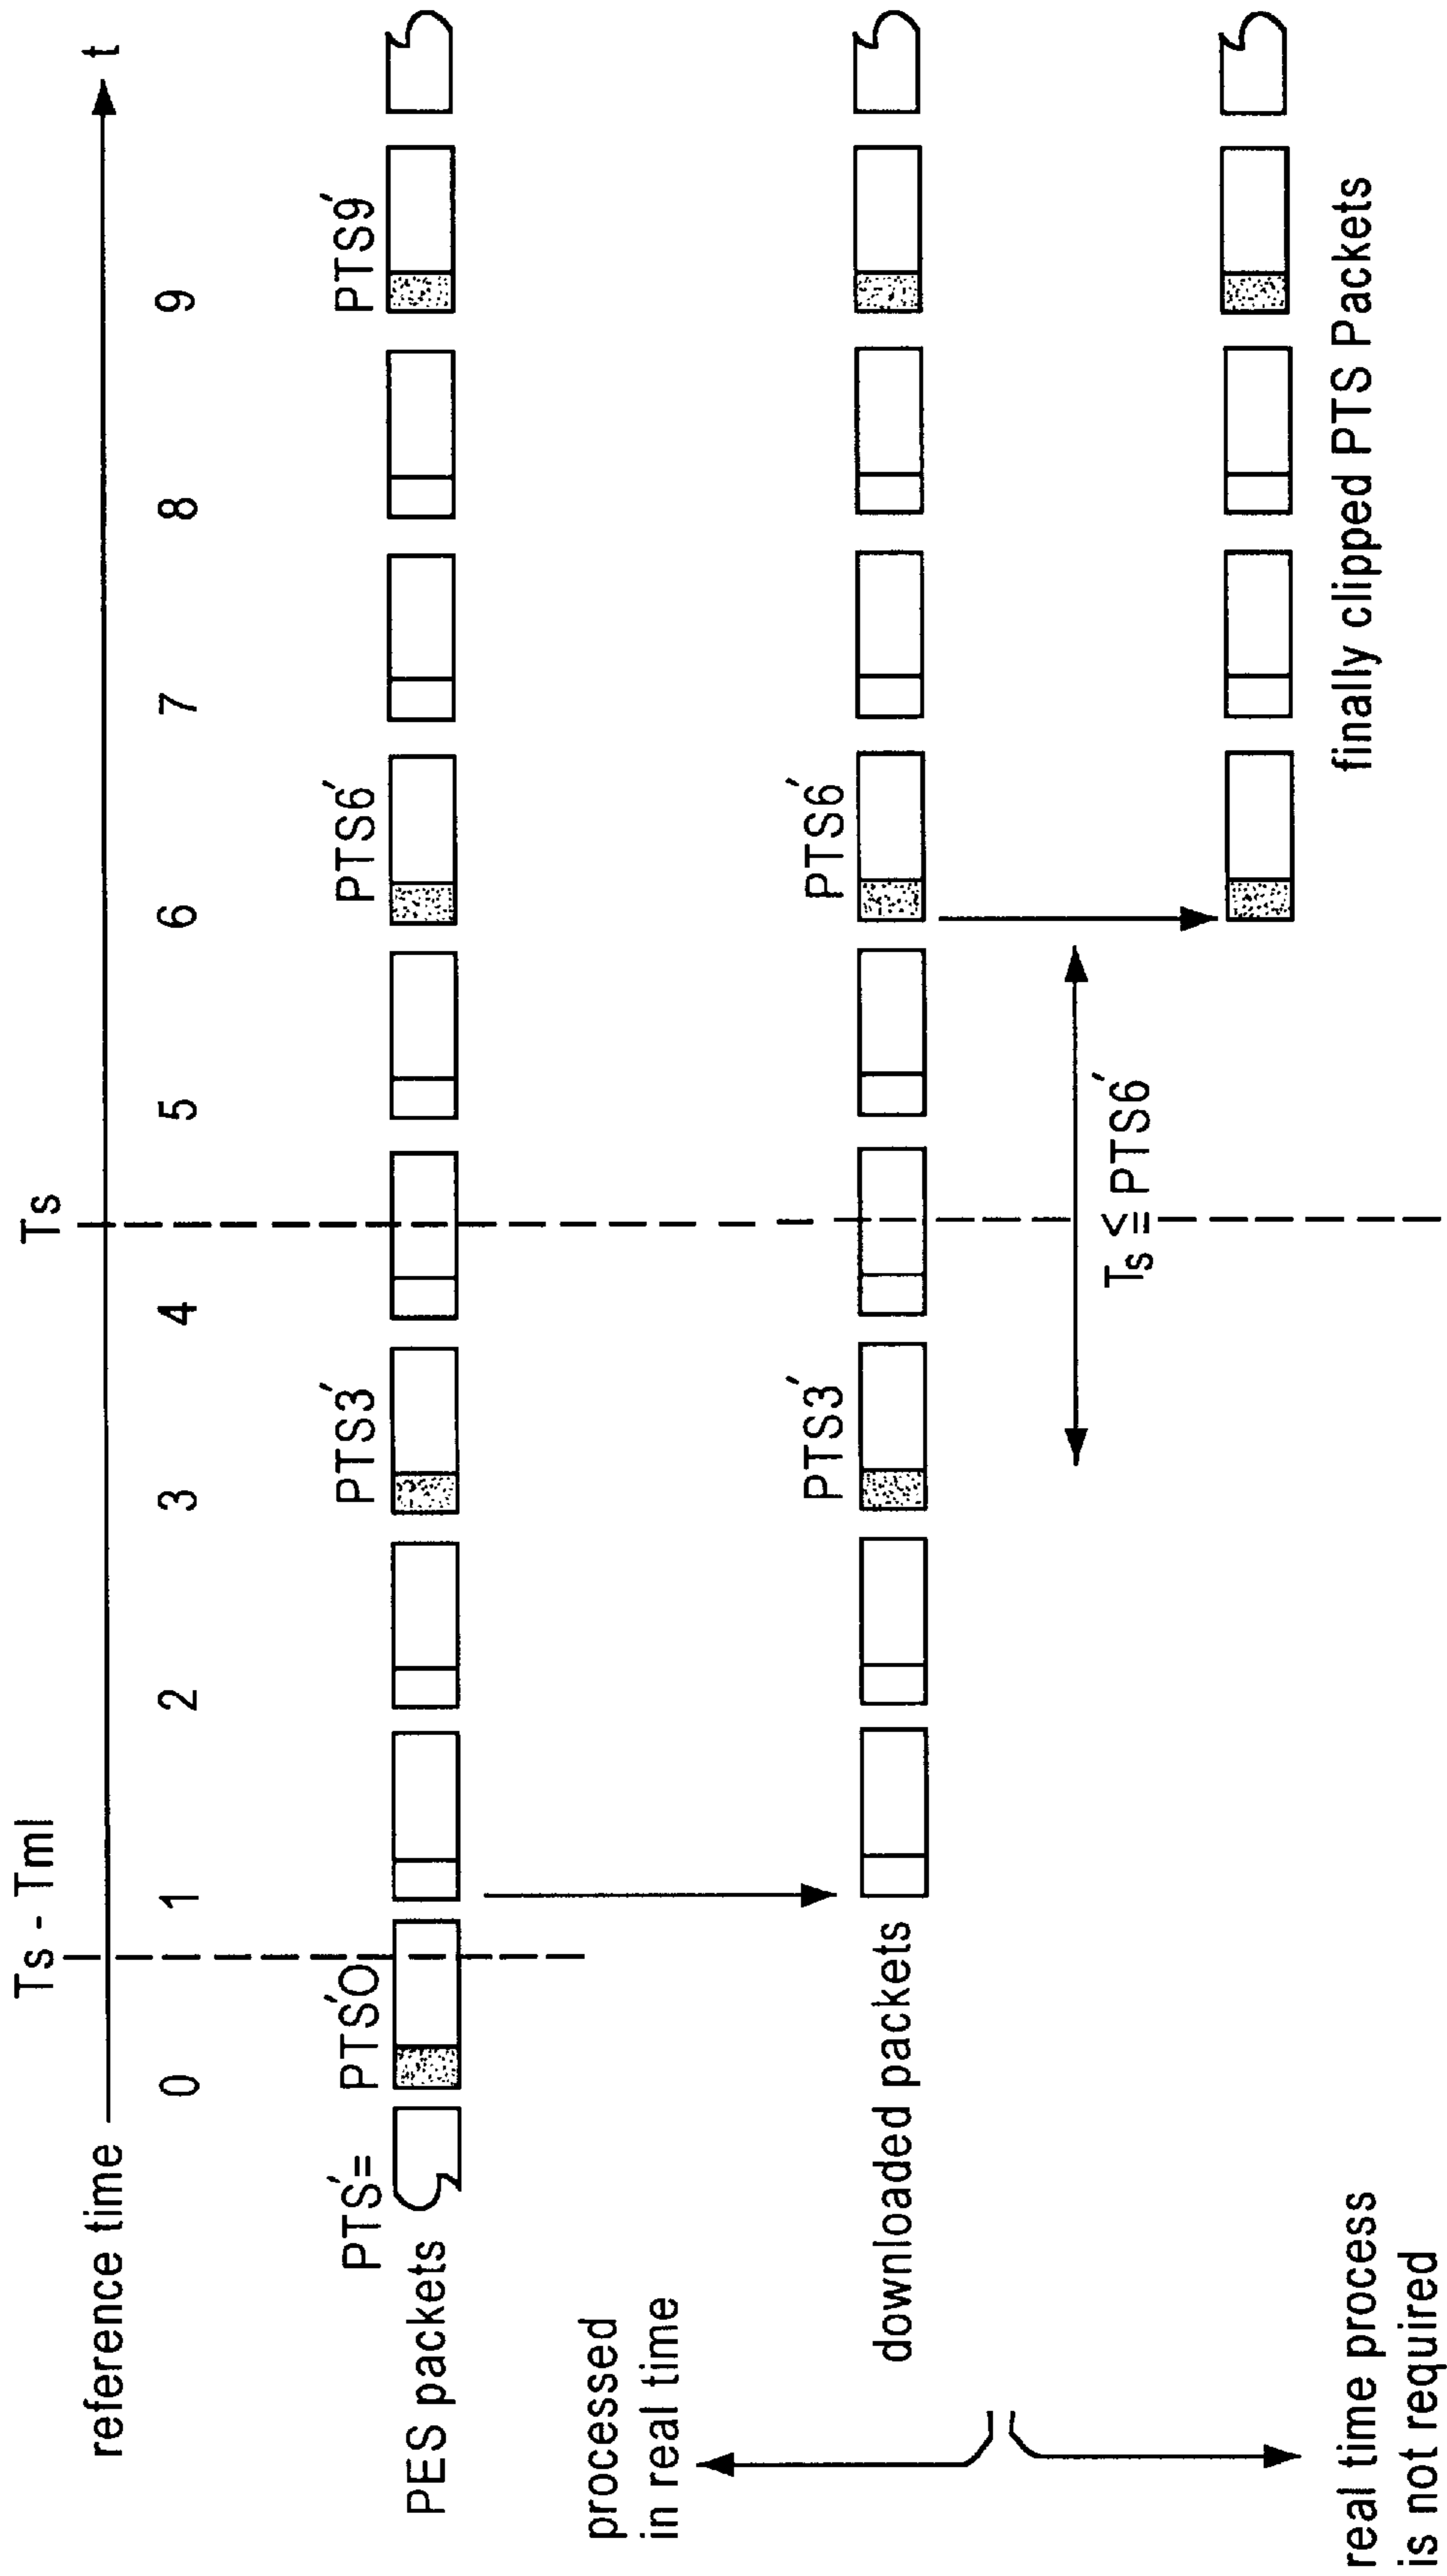 Ts - Tml
Ts
reference time
t
0
1
2
3
4
5
6
7
8
9
PTS'=
PTS'0
PTS3'
PTS6'
PTS9'
PES packets
processed
in real time
PTS3'
PTS6'
downloaded packets
Ts ≦ PTS6'
finally clipped PTS Packets
real time process
is not required